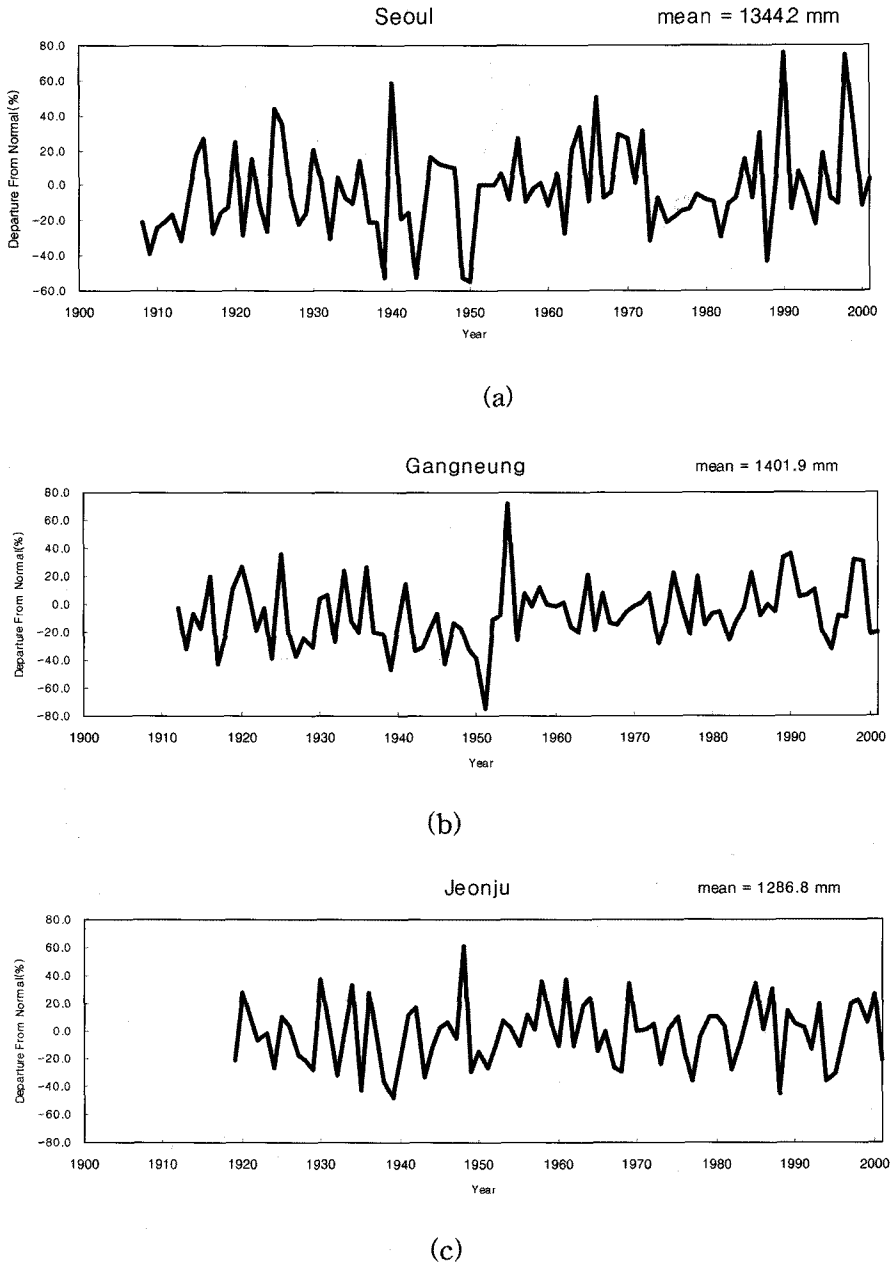 Seoul mean = 1344.2 mm
80.0
60.0
40.0
20.0
0.0
-20.0
-40.0
-60.0
Departure From Normal(%)
1900 1910 1920 1930 1940 1950 1960 1970 1980 1990 2000
Year
(a)
Gangneung mean = 1401.9 mm
80.0
60.0
40.0
20.0
0.0
-20.0
-40.0
-60.0
-80.0
Departure From Normal(%)
1900 1910 1920 1930 1940 1950 1960 1970 1980 1990 2000
Year
(b)
Jeonju mean = 1286.8 mm
80.0
60.0
40.0
20.0
0.0
-20.0
-40.0
-60.0
-80.0
Departure From Normal(%)
1900 1910 1920 1930 1940 1950 1960 1970 1980 1990 2000
Year
(c)